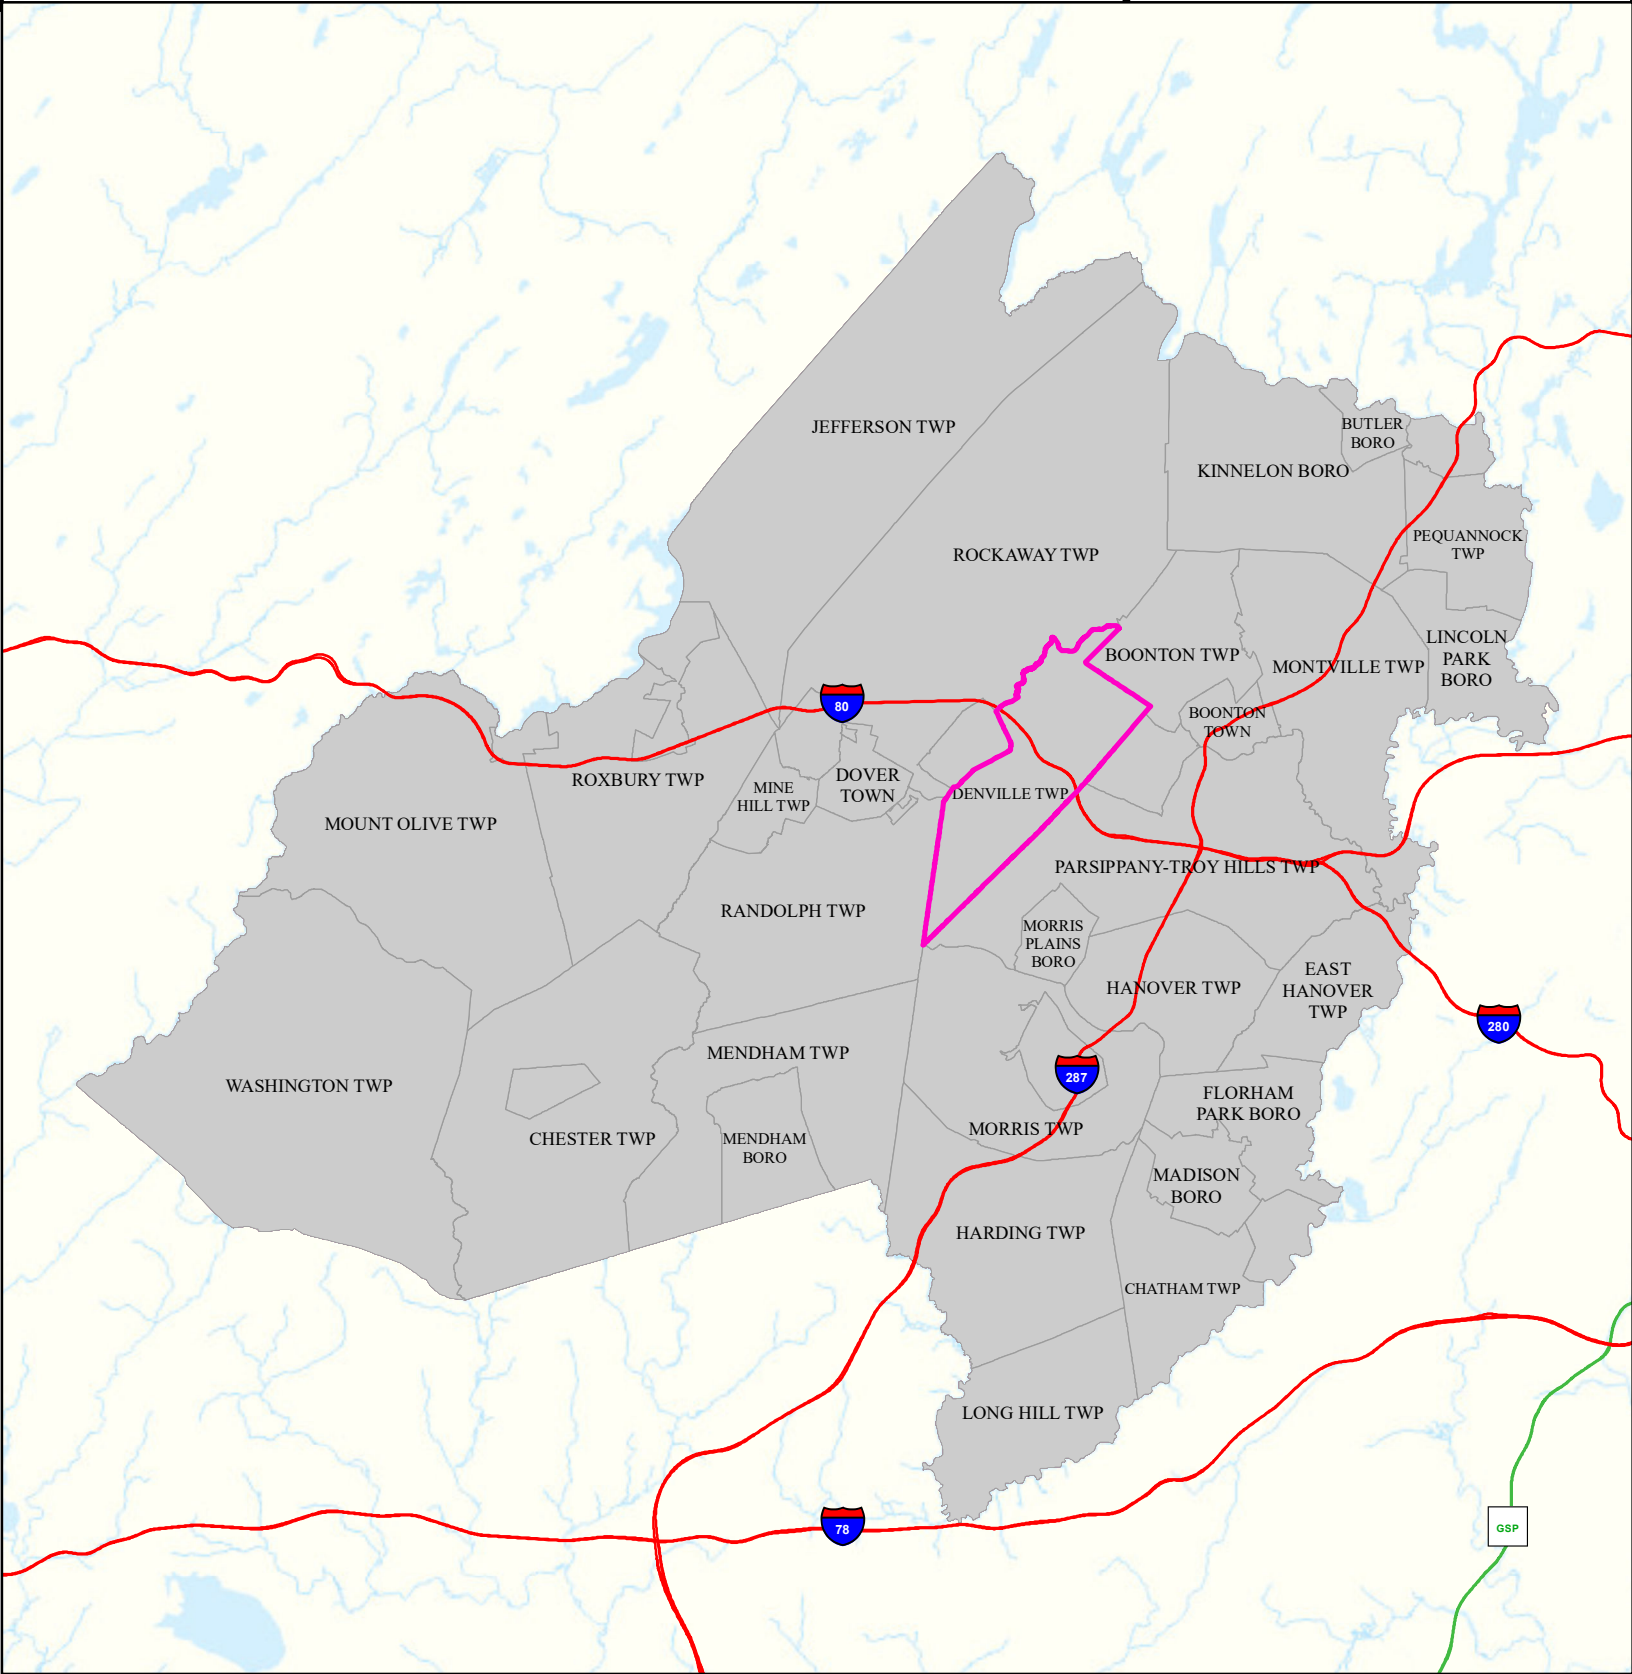 JEFFERSON TWP
BUTLER
BORO
KINNELON BORO
PEQUANNOCK
TWP
ROCKAWAY TWP
LINCOLN
PARK
BORO
BOONTON TWP
MONTVILLE TWP
80
BOONTON
TOWN
ROXBURY TWP
MINE
HILL TWP
DOVER
TOWN
DENVILLE TWP
MOUNT OLIVE TWP
PARSIPPANY-TROY HILLS TWP
RANDOLPH TWP
MORRIS
PLAINS
BORO
EAST
HANOVER
TWP
HANOVER TWP
280
MENDHAM TWP
287
WASHINGTON TWP
FLORHAM
PARK BORO
CHESTER TWP
MENDHAM
BORO
MORRIS TWP
MADISON
BORO
HARDING TWP
CHATHAM TWP
LONG HILL TWP
78
GSP